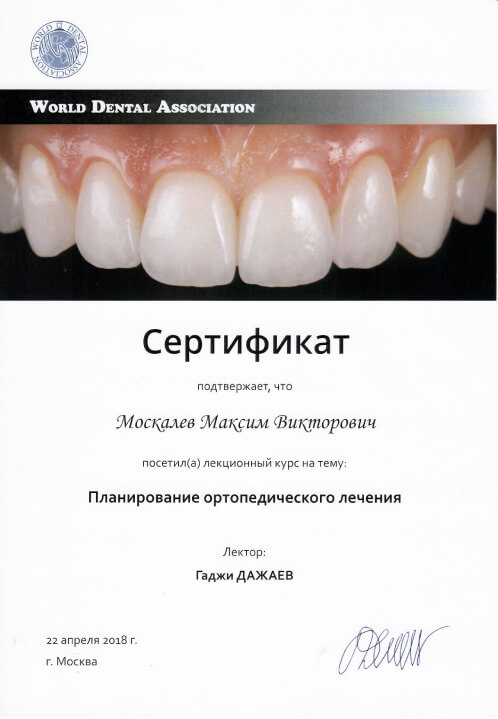 WORLD DENTAL ASSOCIATION
WORLD DENTAL ASSOCIATION
Сертификат
подтвержает, что
Москалев Максим Викторович
посетил(а) лекционный курс на тему:
Планирование ортопедического лечения
Лектор:
Гаджи ДАЖАЕВ
22 апреля 2018 г.
г. Москва